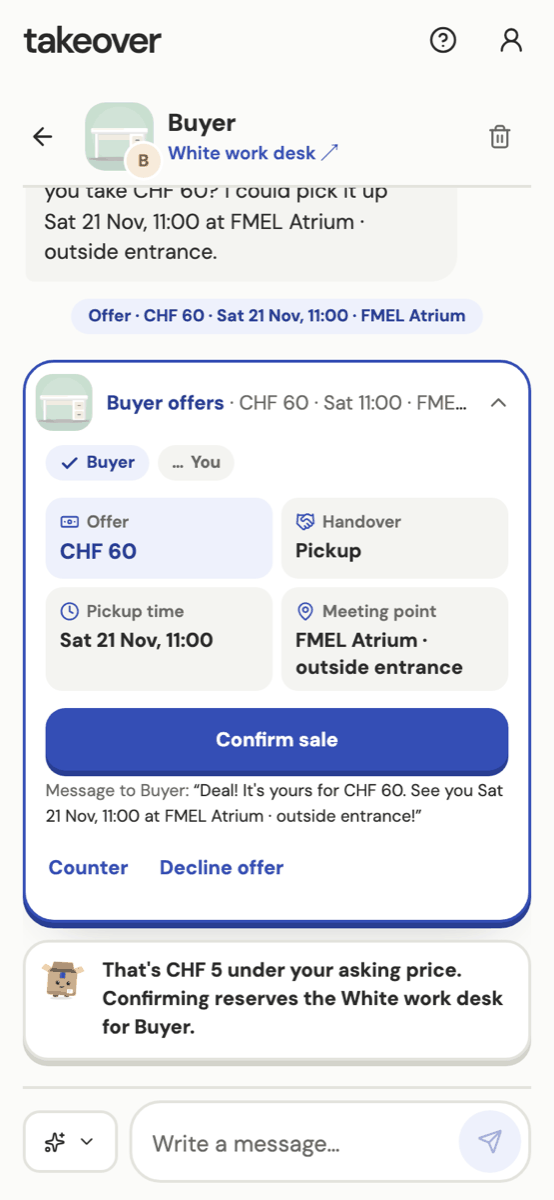 takeover
Buyer
White work desk ↗
B
you take CHF 60? I could pick it up
Sat 21 Nov, 11:00 at FMEL Atrium ·
outside entrance.
Offer · CHF 60 · Sat 21 Nov, 11:00 · FMEL Atrium
Buyer offers · CHF 60 · Sat 11:00 · FME...
Buyer
... You
Offer
CHF 60
Handover
Pickup
Pickup time
Sat 21 Nov, 11:00
Meeting point
FMEL Atrium ·
outside entrance
Confirm sale
Message to Buyer: “Deal! It's yours for CHF 60. See you Sat
21 Nov, 11:00 at FMEL Atrium · outside entrance!”
Counter
Decline offer
That's CHF 5 under your asking price.
Confirming reserves the White work desk
for Buyer.
Write a message...